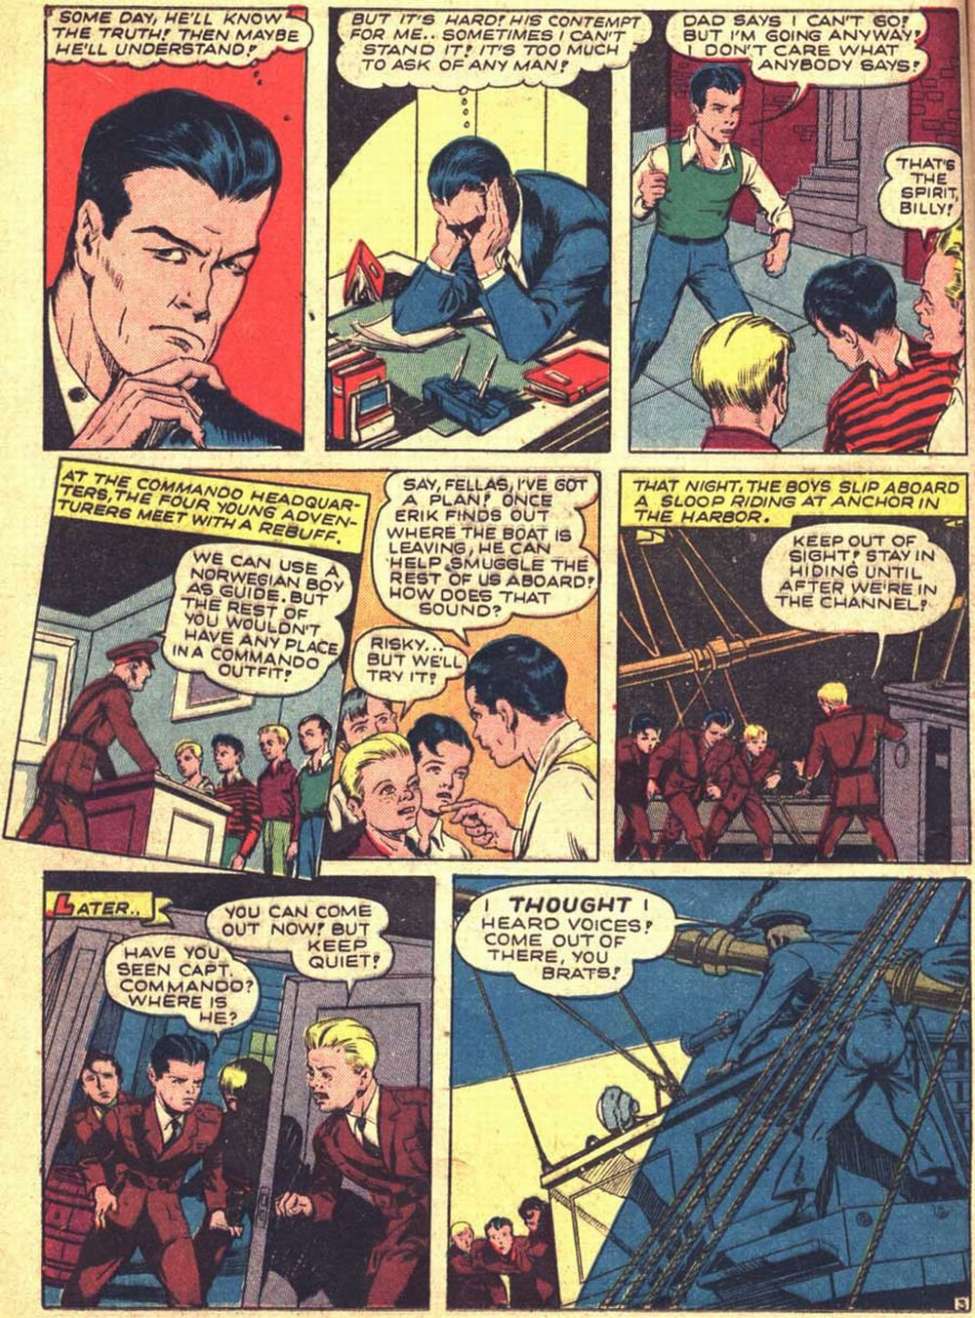 SOME DAY, HE'LL KNOW
THE TRUTH! THEN MAYBE
HE'LL UNDERSTAND!
BUT IT'S HARD! HIS CONTEMPT
FOR ME.. SOMETIMES I CAN'T
STAND IT! IT'S TOO MUCH
TO ASK OF ANY MAN!
DAD SAYS I CAN'T GO!
BUT I'M GOING ANYWAY!
I DON'T CARE WHAT
ANYBODY SAYS!
THAT'S
THE
SPIRIT,
BILLY!
AT THE COMMANDO HEADQUAR-
TERS, THE FOUR YOUNG ADVEN-
TURERS MEET WITH A REBUFF.
WE CAN USE A
NORWEGIAN BOY
AS GUIDE. BUT
THE REST OF
YOU WOULDN'T
HAVE ANY PLACE
IN A COMMANDO
OUTFIT!
SAY, FELLAS, I'VE GOT
A PLAN! ONCE
ERIK FINDS OUT
WHERE THE BOAT IS
LEAVING, HE CAN
HELP SMUGGLE THE
REST OF US ABOARD!
HOW DOES THAT
SOUND?
RISKY...
BUT WE'LL
TRY IT!
THAT NIGHT, THE BOYS SLIP ABOARD
A SLOOP RIDING AT ANCHOR IN
THE HARBOR.
KEEP OUT OF
SIGHT! STAY IN
HIDING UNTIL
AFTER WE'RE IN
THE CHANNEL!
LATER..
YOU CAN COME
OUT NOW! BUT
KEEP
QUIET!
HAVE YOU
SEEN CAPT.
COMMANDO?
WHERE IS
HE?
I THOUGHT I
HEARD VOICES!
COME OUT OF
THERE, YOU
BRATS!
3